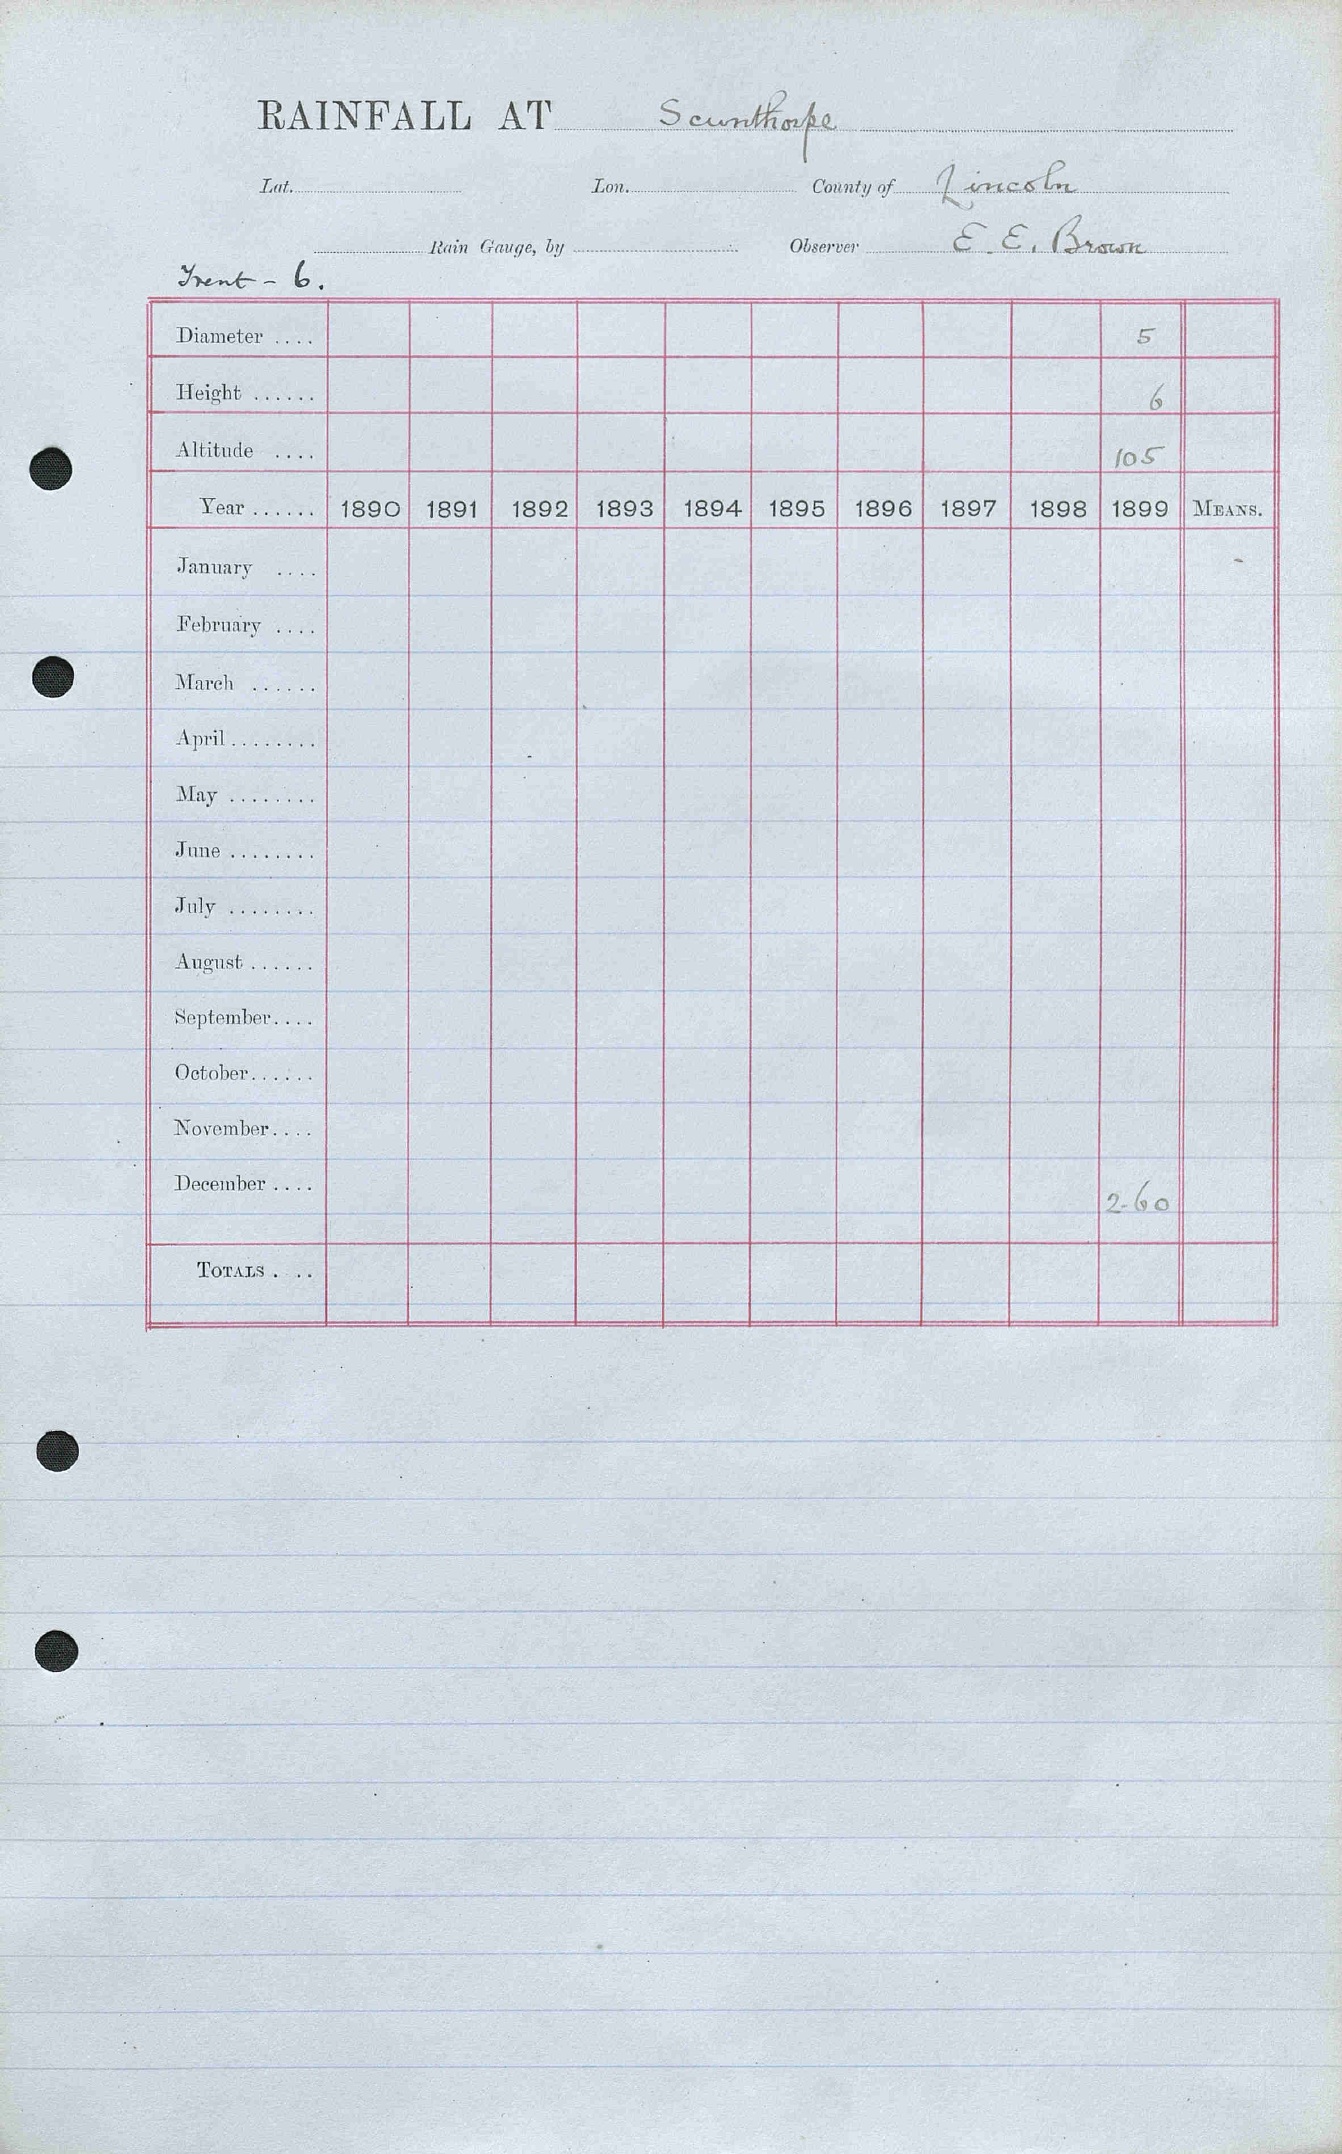 RAINFALL AT Scunthorpe
Lat. Lon. County of Lincoln
Rain Gauge, by Observer E. E. Brown
Trent - 6.
Diameter .... 5
Height ...... 6
Altitude .... 105
Year ...... 1890 1891 1892 1893 1894 1895 1896 1897 1898 1899 MEANS.
January ....
February ....
March ......
April ........
May ........
June ........
July ........
August ......
September....
October......
November....
December .... 2.60
TOTALS . ..